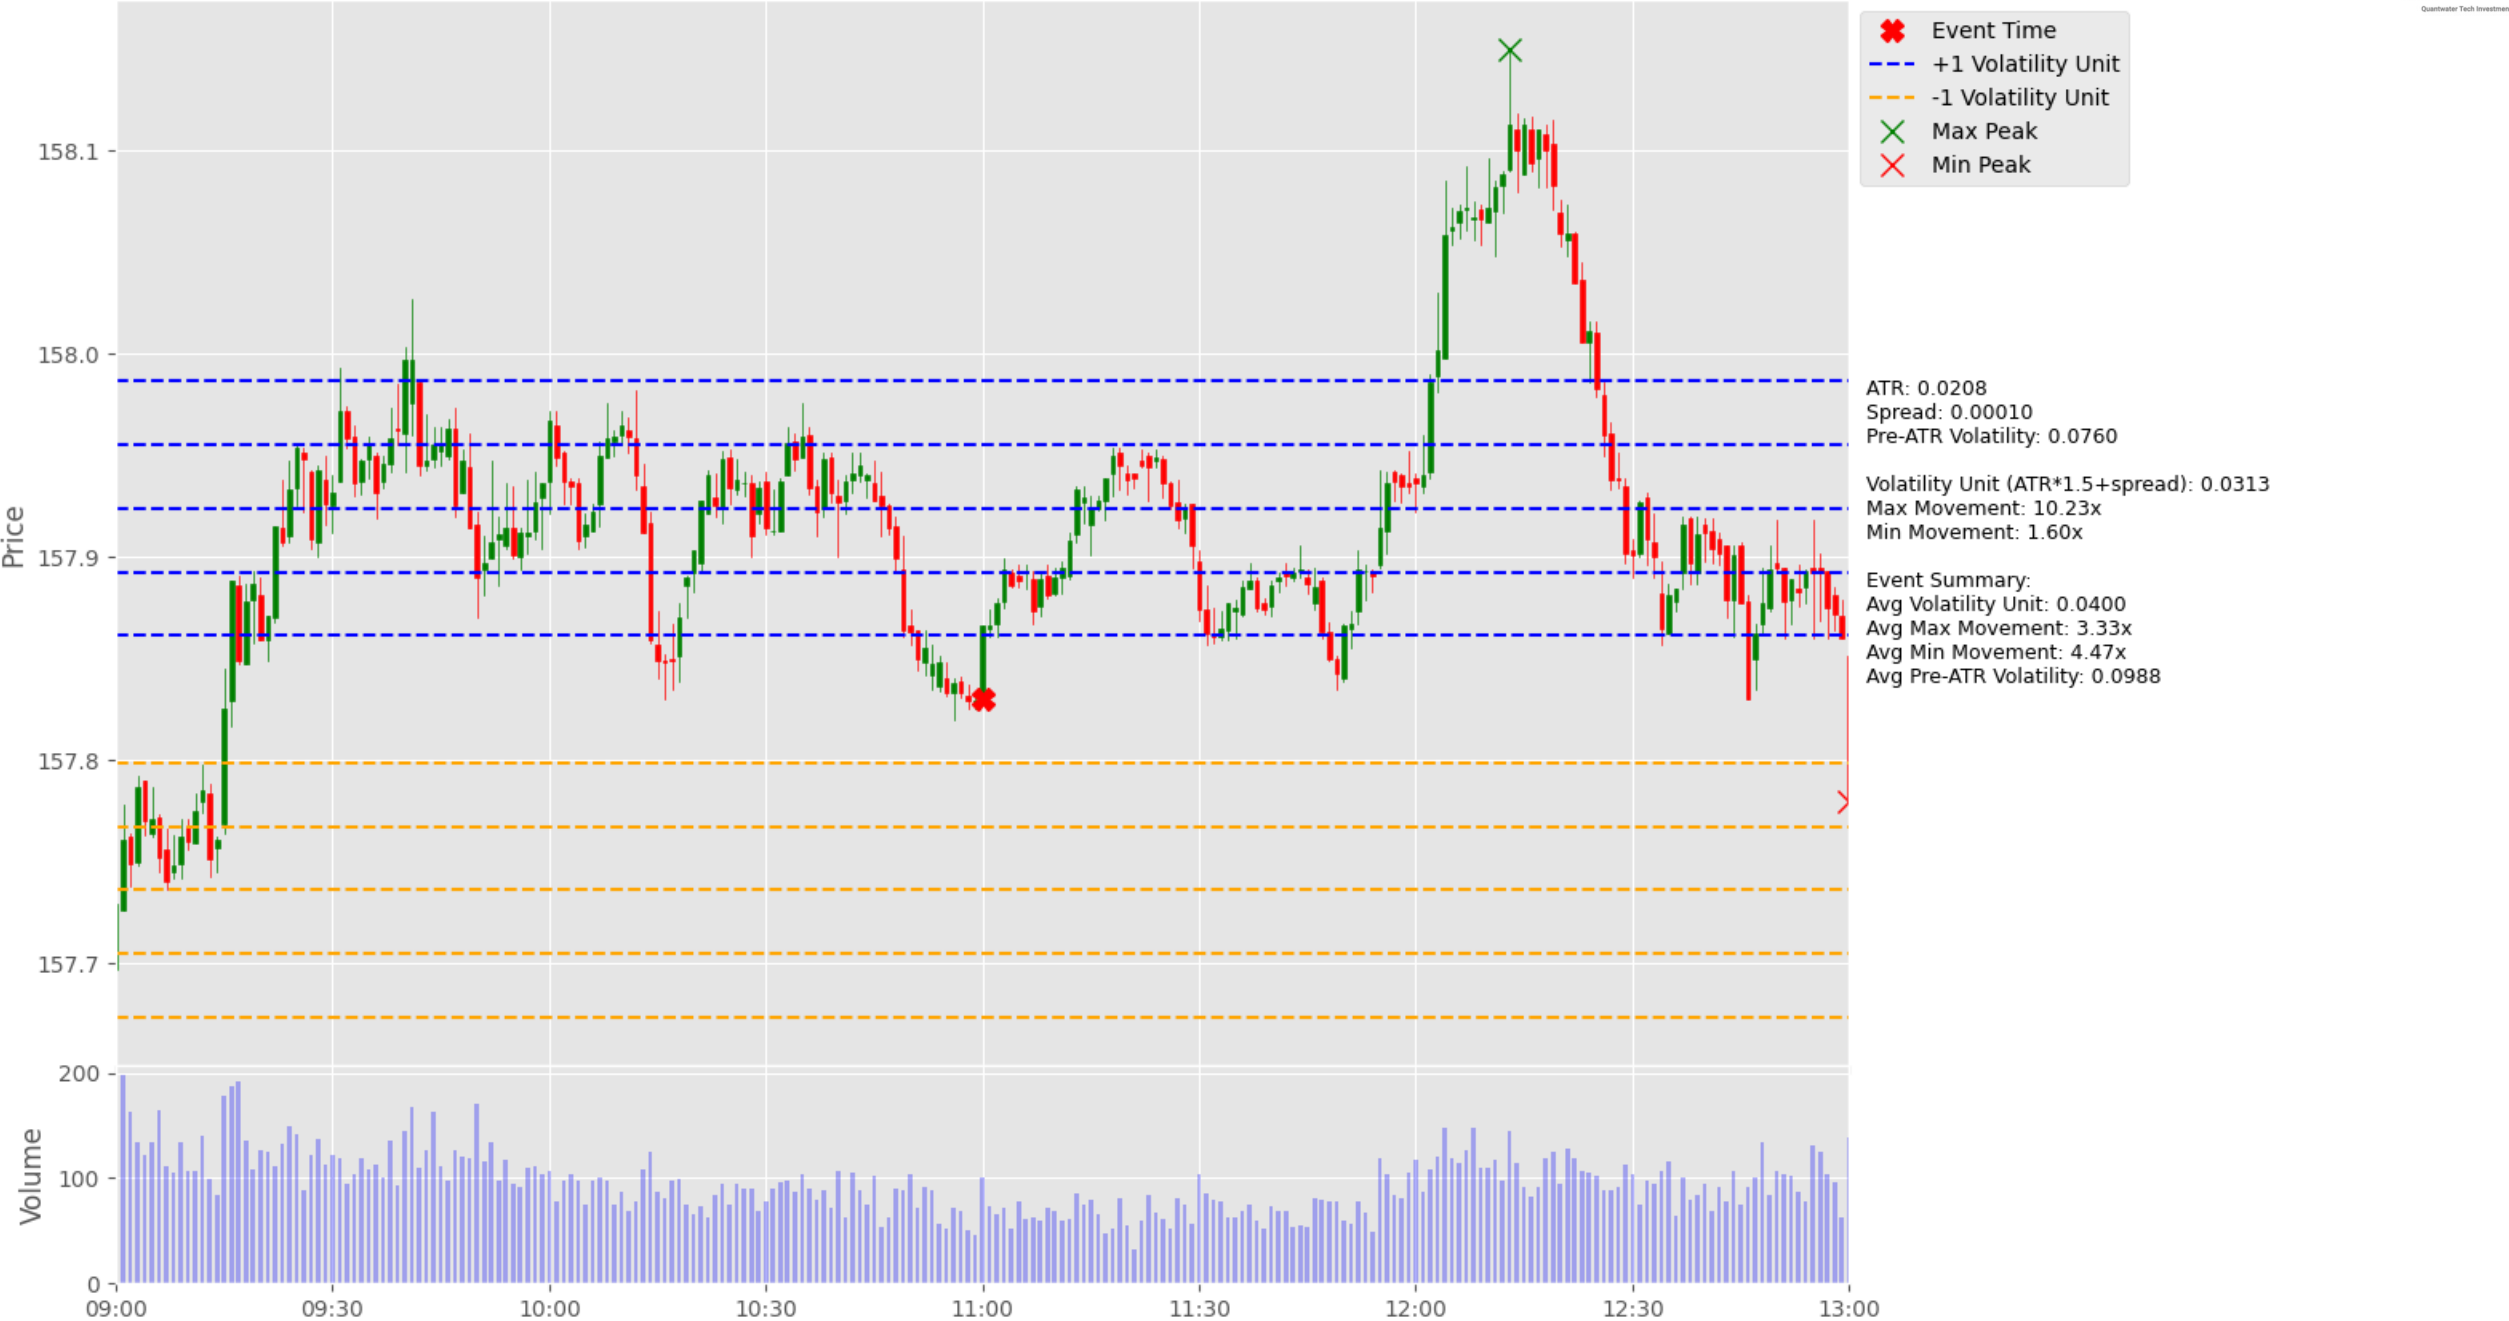 Quantwater Tech Investmen
Event Time
+1 Volatility Unit
-1 Volatility Unit
Max Peak
Min Peak
Price
158.1
158.0
157.9
157.8
157.7
ATR: 0.0208
Spread: 0.00010
Pre-ATR Volatility: 0.0760
Volatility Unit (ATR*1.5+spread): 0.0313
Max Movement: 10.23x
Min Movement: 1.60x
Event Summary:
Avg Volatility Unit: 0.0400
Avg Max Movement: 3.33x
Avg Min Movement: 4.47x
Avg Pre-ATR Volatility: 0.0988
Volume
200
100
0
09:00 09:30 10:00 10:30 11:00 11:30 12:00 12:30 13:00